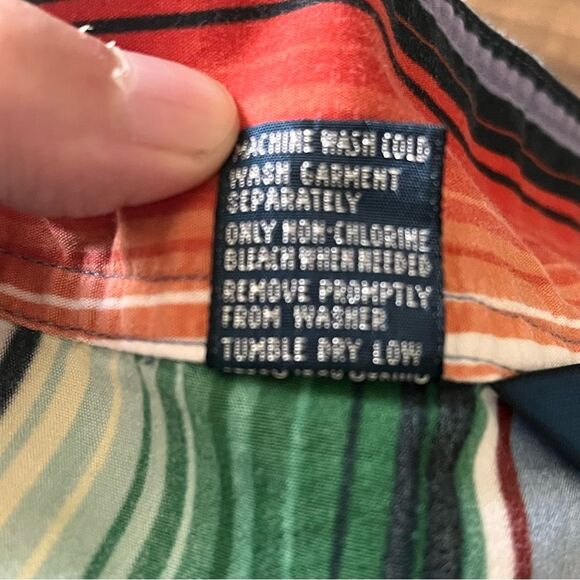 MACHINE WASH COLD
WASH GARMENT
SEPARATELY
ONLY NON-CHLORINE
BLEACH WHEN NEEDED
REMOVE PROMPTLY
FROM WASHER
TUMBLE DRY LOW